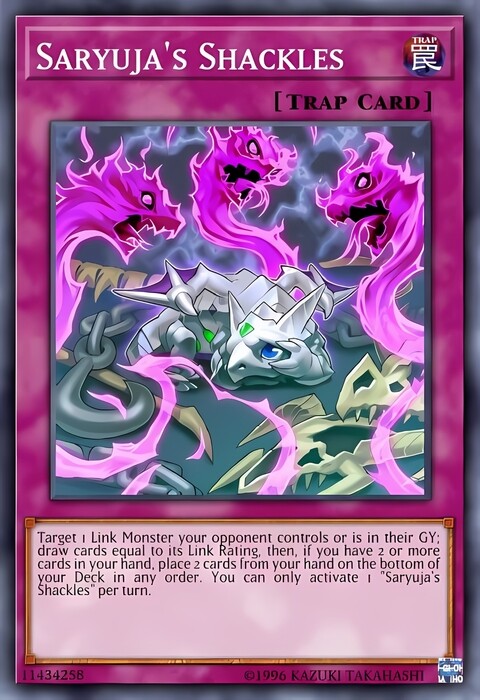 Saryuja's Shackles
TRAP
罠
[Trap Card]
Target 1 Link Monster your opponent controls or is in their GY;
draw cards equal to its Link Rating, then, if you have 2 or more
cards in your hand, place 2 cards from your hand on the bottom of
your Deck in any order. You can only activate 1 "Saryuja's
Shackles" per turn.
11434258
©1996 KAZUKI TAKAHASHI